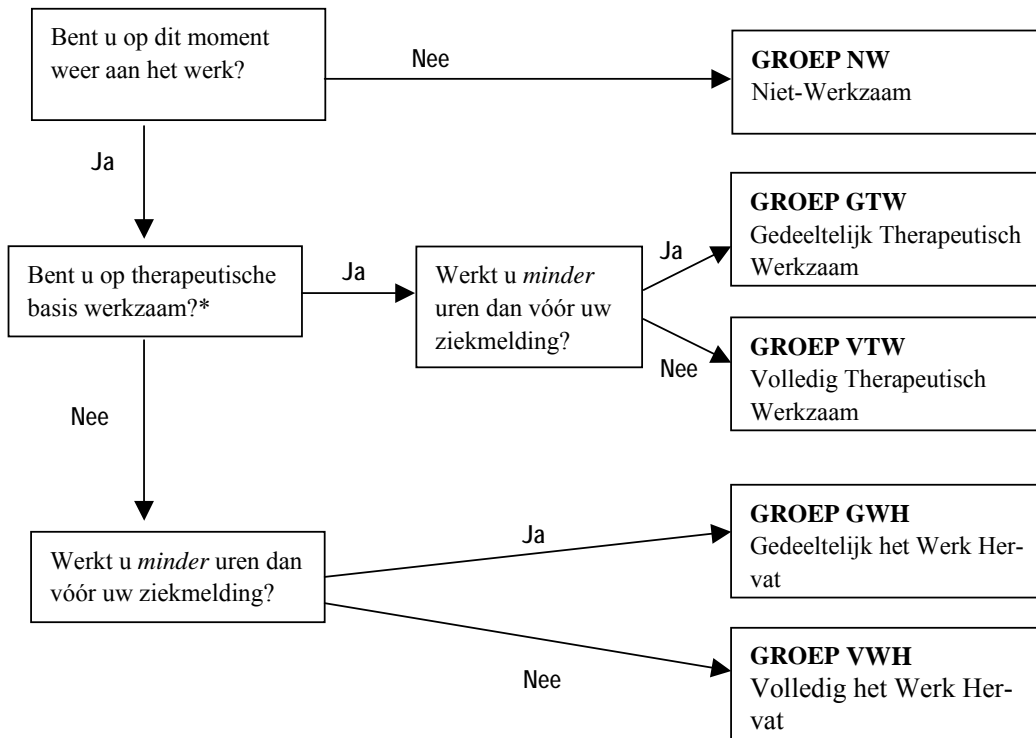 Bent u op dit moment
weer aan het werk?
Nee
GROEP NW
Niet-Werkzaam
Ja
GROEP GTW
Gedeeltelijk Therapeutisch
Werkzaam
Bent u op therapeutische
basis werkzaam?*
Ja
Werkt u minder
uren dan vóór uw
ziekmelding?
Ja
Nee
GROEP VTW
Volledig Therapeutisch
Werkzaam
Nee
Werkt u minder uren dan
vóór uw ziekmelding?
Ja
GROEP GWH
Gedeeltelijk het Werk Her-
vat
Nee
GROEP VWH
Volledig het Werk Her-
vat